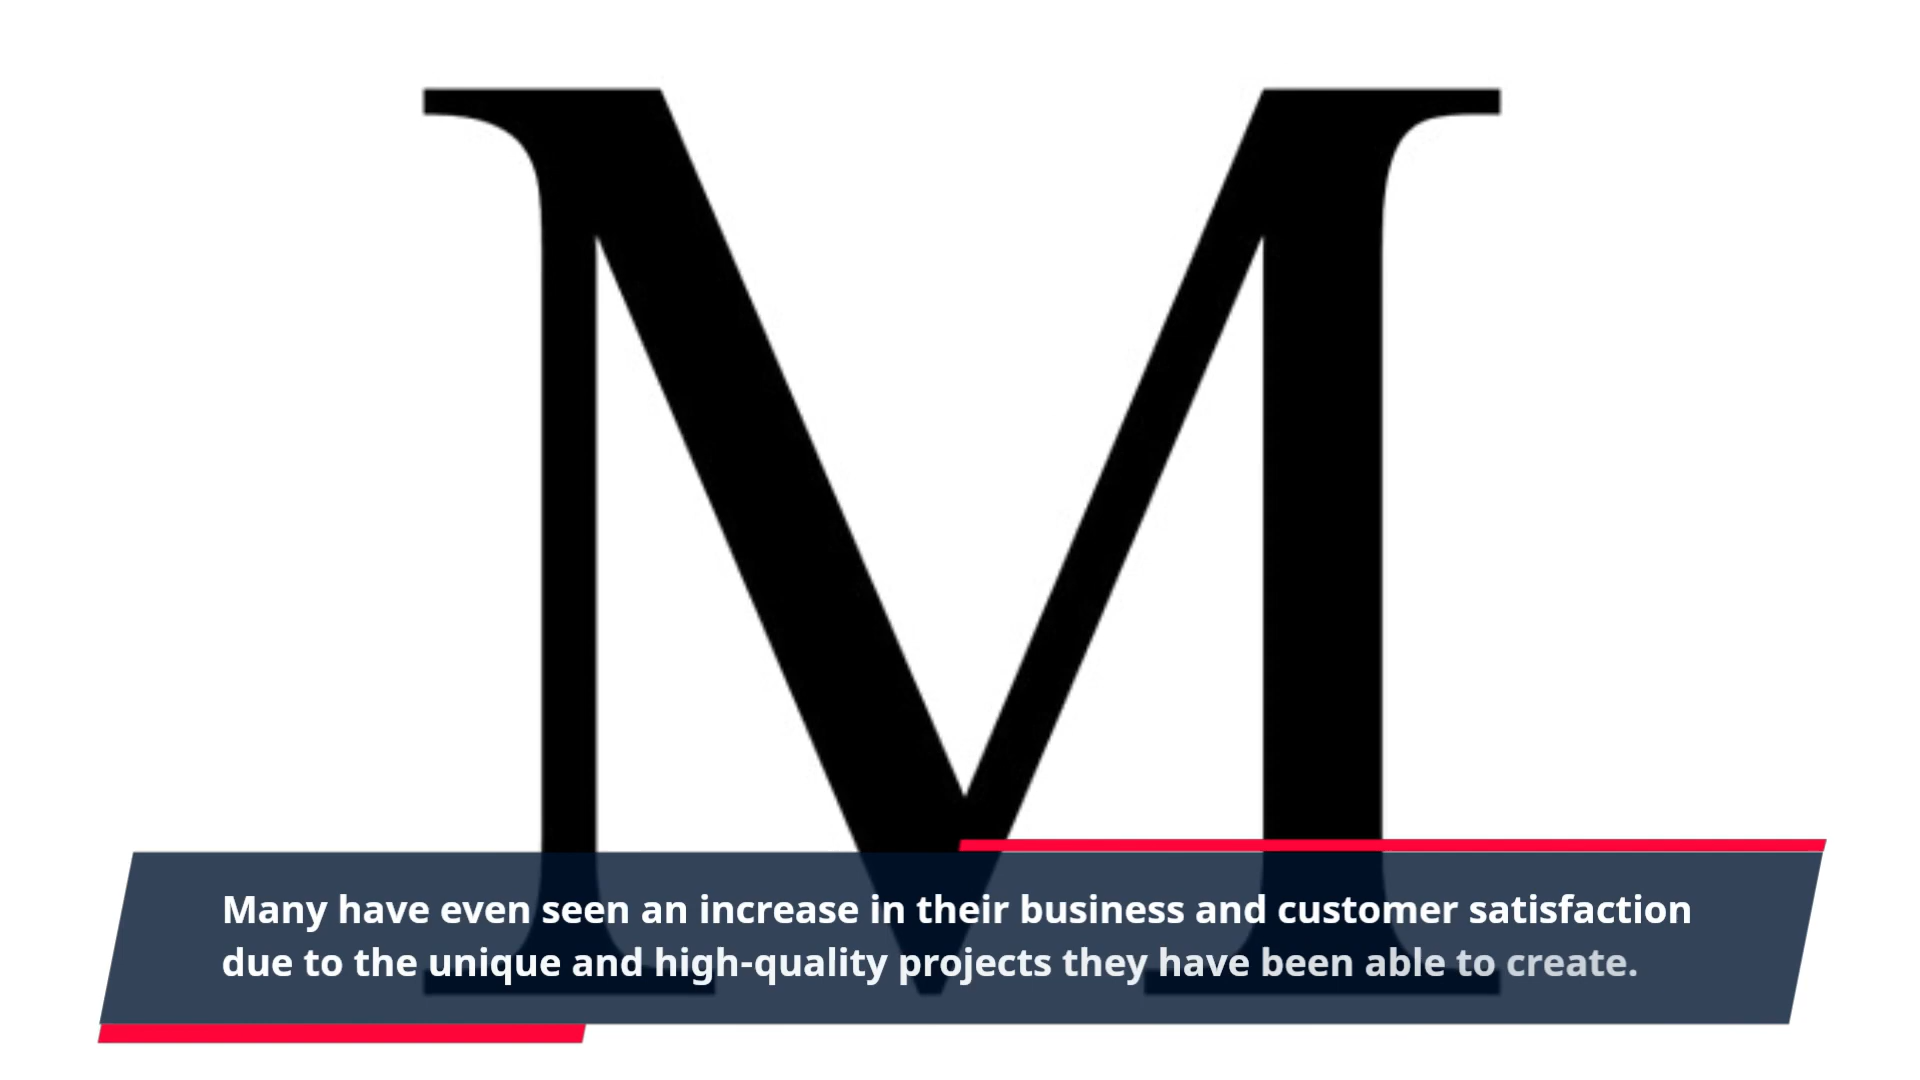 M
Many have even seen an increase in their business and customer satisfaction
due to the unique and high-quality projects they have been able to create.